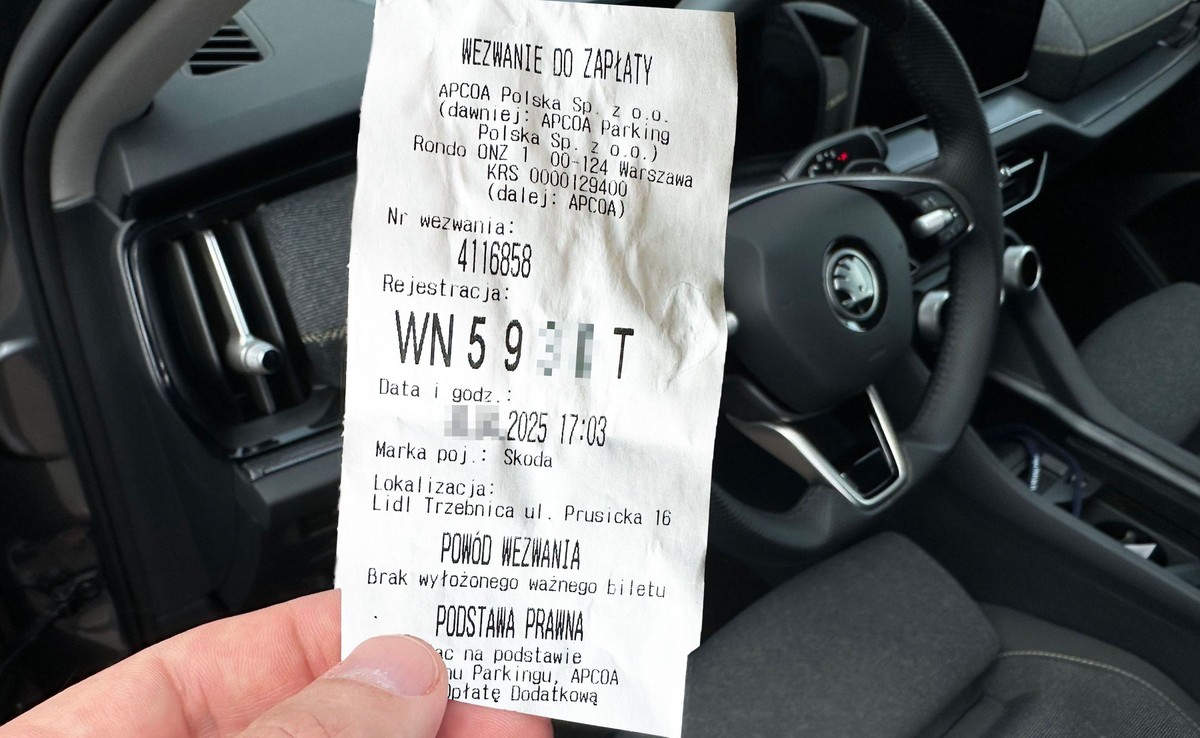 WEZWANIE DO ZAPŁATY
APCOA Polska Sp. z o.o.
(dawniej: APCOA Parking
Polska Sp. z o.o.)
Rondo ONZ 1 00-124 Warszawa
KRS 0000129400
(dalej: APCOA)
Nr wezwania:
4116858
Rejestracja:
WN 5 9 T
Data i godz.:
.2025 17:03
Marka poj.: Skoda
Lokalizacja:
Lidl Trzebnica ul. Prusicka 16
POWÓD WEZWANIA
Brak wyłożonego ważnego biletu
PODSTAWA PRAWNA
na podstawie
Parkingu, APCOA
Opłatę Dodatkową